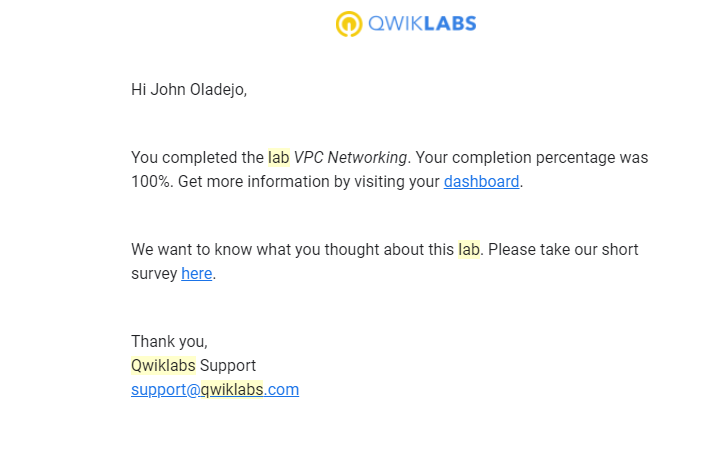 QWIKLABS
Hi John Oladejo,
You completed the lab VPC Networking. Your completion percentage was
100%. Get more information by visiting your dashboard.
We want to know what you thought about this lab. Please take our short
survey here.
Thank you,
Qwiklabs Support
support@qwiklabs.com